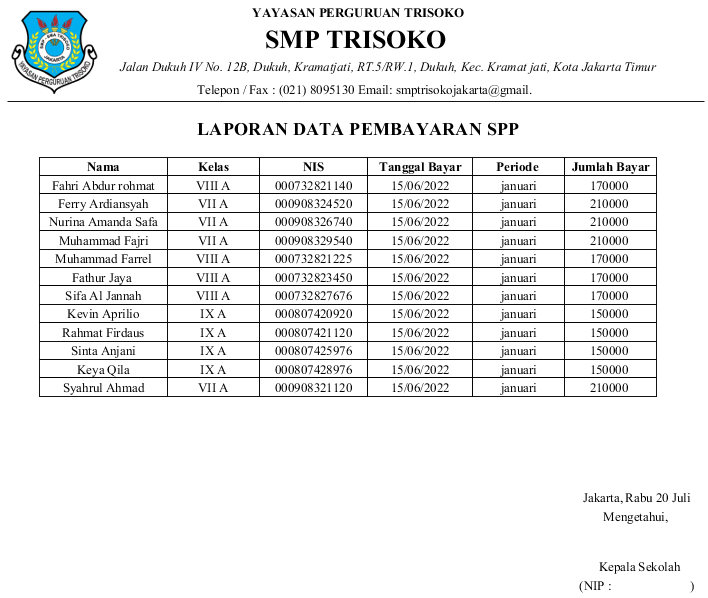 YAYASAN PERGURUAN TRISOKO
SMP TRISOKO
Jalan Dukuh IV No. 12B, Dukuh, Kramatjati, RT.5/RW.1, Dukuh, Kec. Kramat jati, Kota Jakarta Timur
Telepon / Fax : (021) 8095130 Email: smptrisokojakarta@gmail.
YAYASAN PERGURUAN TRISOKO
JAKARTA
LAPORAN DATA PEMBAYARAN SPP
Nama Kelas NIS Tanggal Bayar Periode Jumlah Bayar
Fahri Abdur rohmat VIII A 000732821140 15/06/2022 januari 170000
Ferry Ardiansyah VII A 000908324520 15/06/2022 januari 210000
Nurina Amanda Safa VII A 000908326740 15/06/2022 januari 210000
Muhammad Fajri VII A 000908329540 15/06/2022 januari 210000
Muhammad Farrel VIII A 000732821225 15/06/2022 januari 170000
Fathur Jaya VIII A 000732823450 15/06/2022 januari 170000
Sifa Al Jannah VIII A 000732827676 15/06/2022 januari 170000
Kevin Aprilio IX A 000807420920 15/06/2022 januari 150000
Rahmat Firdaus IX A 000807421120 15/06/2022 januari 150000
Sinta Anjani IX A 000807425976 15/06/2022 januari 150000
Keya Qila IX A 000807428976 15/06/2022 januari 150000
Syahrul Ahmad VII A 000908321120 15/06/2022 januari 210000
Jakarta, Rabu 20 Juli
Mengetahui,
Kepala Sekolah
(NIP : )